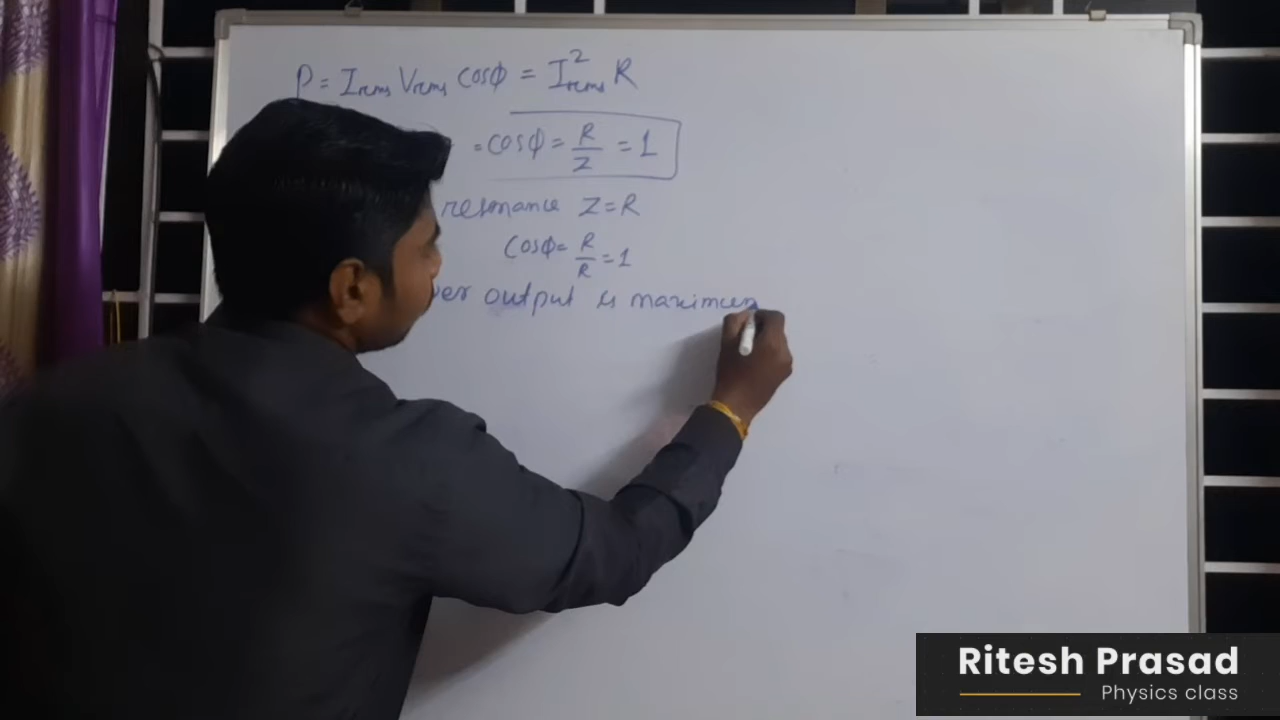 P = Irms Vrms cosφ = I²rms R
= cosφ = R/Z = 1
resonance Z = R
cosφ = R/R = 1
output is maximum
Ritesh Prasad
Physics class